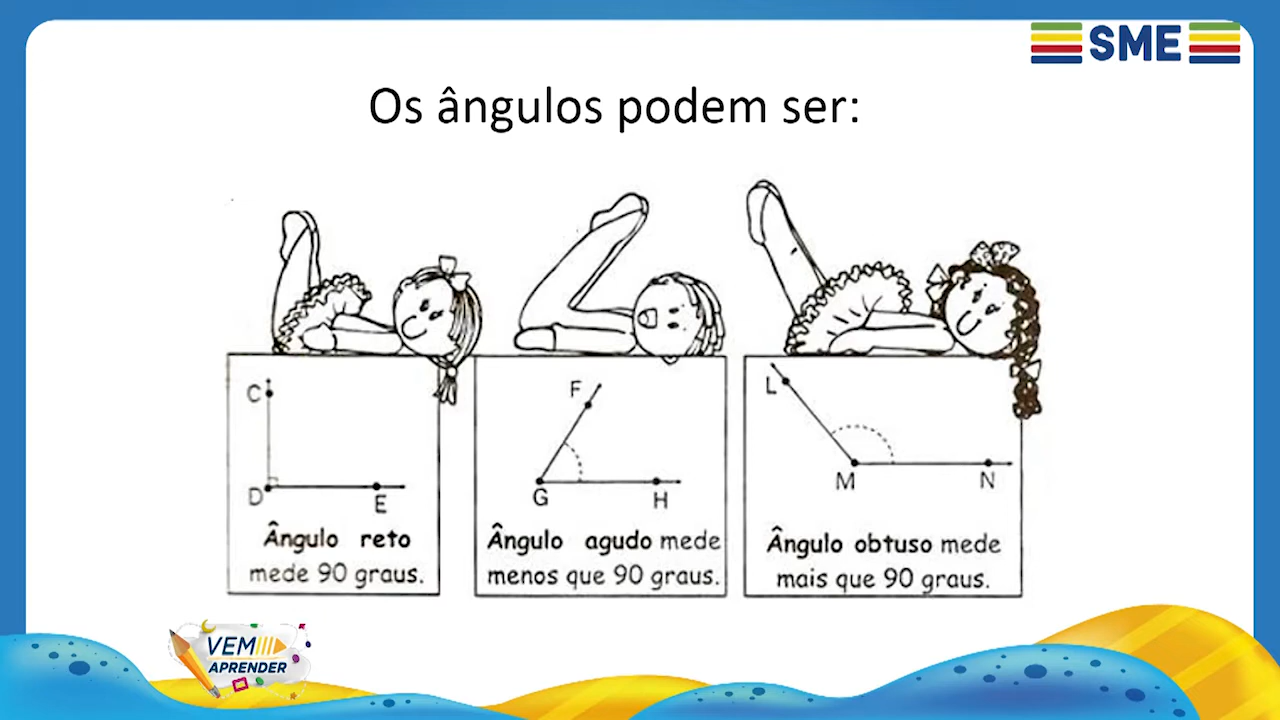 SME
Os ângulos podem ser:
C
D
E
Ângulo reto
mede 90 graus.
F
G
H
Ângulo agudo mede
menos que 90 graus.
L
M
N
Ângulo obtuso mede
mais que 90 graus.
VEM
APRENDER